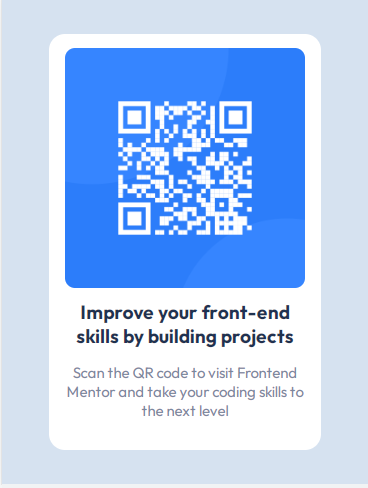 Improve your front-end
skills by building projects
Scan the QR code to visit Frontend
Mentor and take your coding skills to
the next level